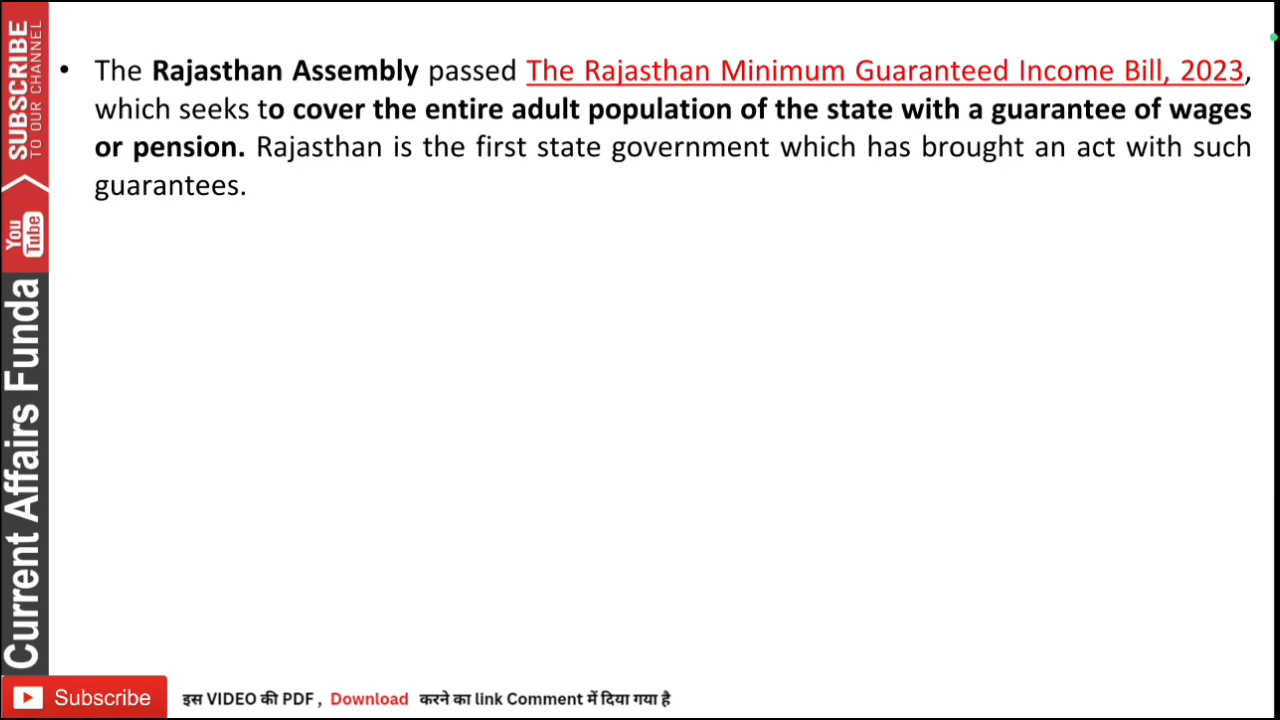 • The Rajasthan Assembly passed The Rajasthan Minimum Guaranteed Income Bill, 2023,
which seeks to cover the entire adult population of the state with a guarantee of wages
or pension. Rajasthan is the first state government which has brought an act with such
guarantees.
SUBSCRIBE
TO OUR CHANNEL
You
Tube
Current Affairs Funda
Subscribe
इस VIDEO की PDF , Download करने का link Comment में दिया गया है